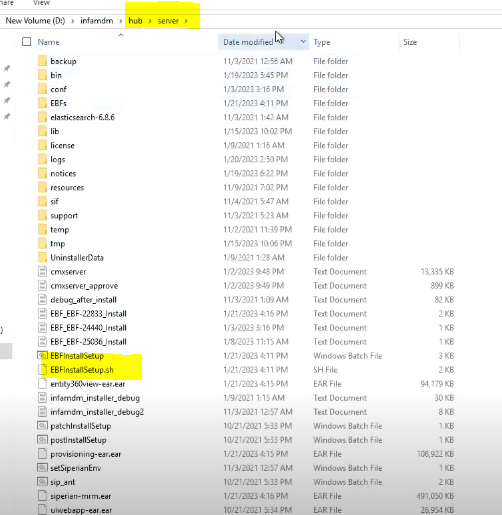 hare View
New Volume (D:) › infamdm › hub › server ›
Name Date modified Type Size
backup 11/3/2021 12:56 AM File folder
bin 1/19/2023 5:45 PM File folder
conf 1/3/2023 3:16 PM File folder
EBFs 1/21/2023 4:11 PM File folder
elasticsearch-6.8.6 11/3/2021 1:42 AM File folder
lib 1/15/2023 10:02 PM File folder
license 1/9/2021 1:16 AM File folder
logs 1/20/2023 2:50 PM File folder
notices 1/19/2023 6:22 PM File folder
resources 11/9/2021 7:02 PM File folder
sif 11/4/2021 5:47 AM File folder
support 11/3/2021 5:23 AM File folder
temp 11/2/2021 11:39 PM File folder
tmp 1/15/2023 10:06 PM File folder
UninstallerData 1/9/2021 1:28 AM File folder
cmxserver 1/2/2023 9:48 PM Text Document 13,335 KB
cmxserver_approve 1/2/2023 9:49 PM Text Document 899 KB
debug_after_install 11/3/2021 1:09 AM Text Document 82 KB
EBF_EBF-22833_Install 1/21/2023 4:16 PM Text Document 2 KB
EBF_EBF-24440_Install 1/3/2023 3:16 PM Text Document 1 KB
EBF_EBF-25036_Install 1/8/2023 11:15 AM Text Document 1 KB
EBFInstallSetup 1/21/2023 4:11 PM Windows Batch File 3 KB
EBFInstallSetup.sh 1/21/2023 4:11 PM SH File 2 KB
entity360view-ear.ear 1/21/2023 4:15 PM EAR File 94,179 KB
infamdm_installer_debug 1/9/2021 1:15 AM Text Document 30 KB
infamdm_installer_debug2 11/3/2021 12:57 AM Text Document 8 KB
patchInstallSetup 10/21/2021 5:33 PM Windows Batch File 1 KB
postInstallSetup 10/21/2021 5:33 PM Windows Batch File 1 KB
provisioning-ear.ear 1/21/2023 4:15 PM EAR File 108,922 KB
setSiperianEnv 11/3/2021 12:57 AM Windows Batch File 1 KB
sip_ant 10/21/2021 5:33 PM Windows Batch File 2 KB
siperian-mrm.ear 1/21/2023 4:16 PM EAR File 491,050 KB
uiwebapp-ear.ear 10/21/2021 5:34 PM EAR File 26,954 KB